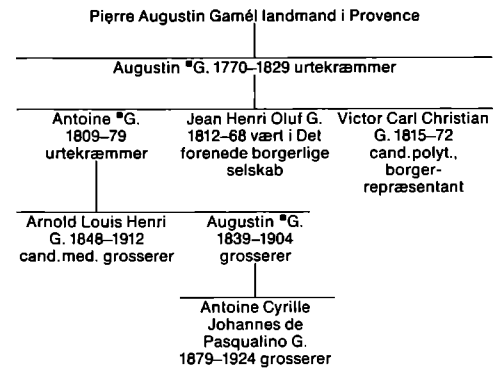 Pierre Augustin Gamél landmand i Provence
Augustin ■G. 1770–1829 urtekræmmer
Antoine ■G.
1809–79
urtekræmmer
Jean Henri Oluf G.
1812–68 vært i Det
forenede borgerlige
selskab
Victor Carl Christian
G. 1815–72
cand.polyt.,
borger-
repræsentant
Arnold Louis Henri
G. 1848–1912
cand.med. grosserer
Augustin ■G.
1839–1904
grosserer
Antoine Cyrille
Johannes de
Pasqualino G.
1879–1924 grosserer